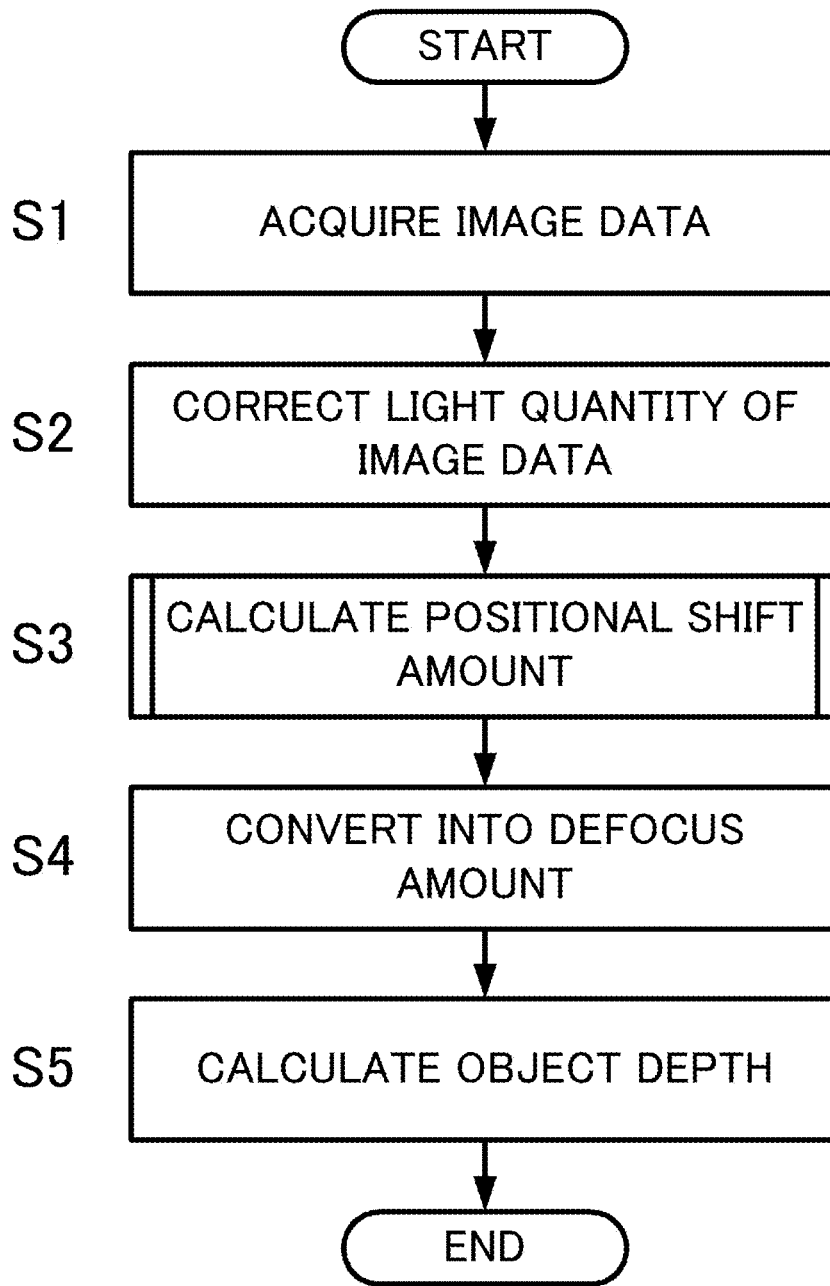 START
S1
ACQUIRE IMAGE DATA
S2
CORRECT LIGHT QUANTITY OF
IMAGE DATA
S3
CALCULATE POSITIONAL SHIFT
AMOUNT
S4
CONVERT INTO DEFOCUS
AMOUNT
S5
CALCULATE OBJECT DEPTH
END